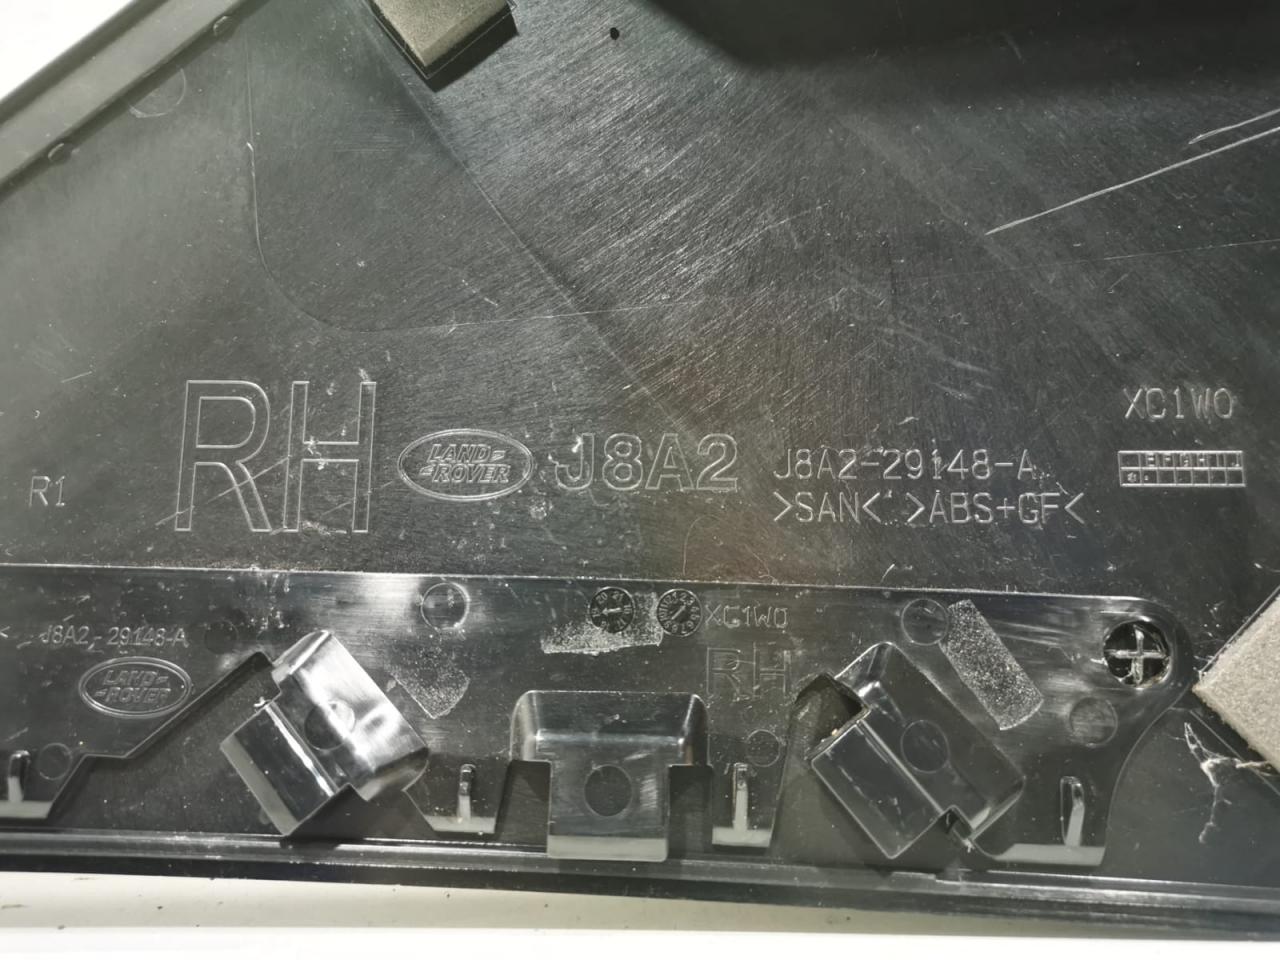 XC1W0
RH
LAND
-ROVER
J8A2
J8A2-29148-A
>SAN< >ABS+GF<
R1
J8A2-29148-A
XC1W0
RH
LAND
-ROVER